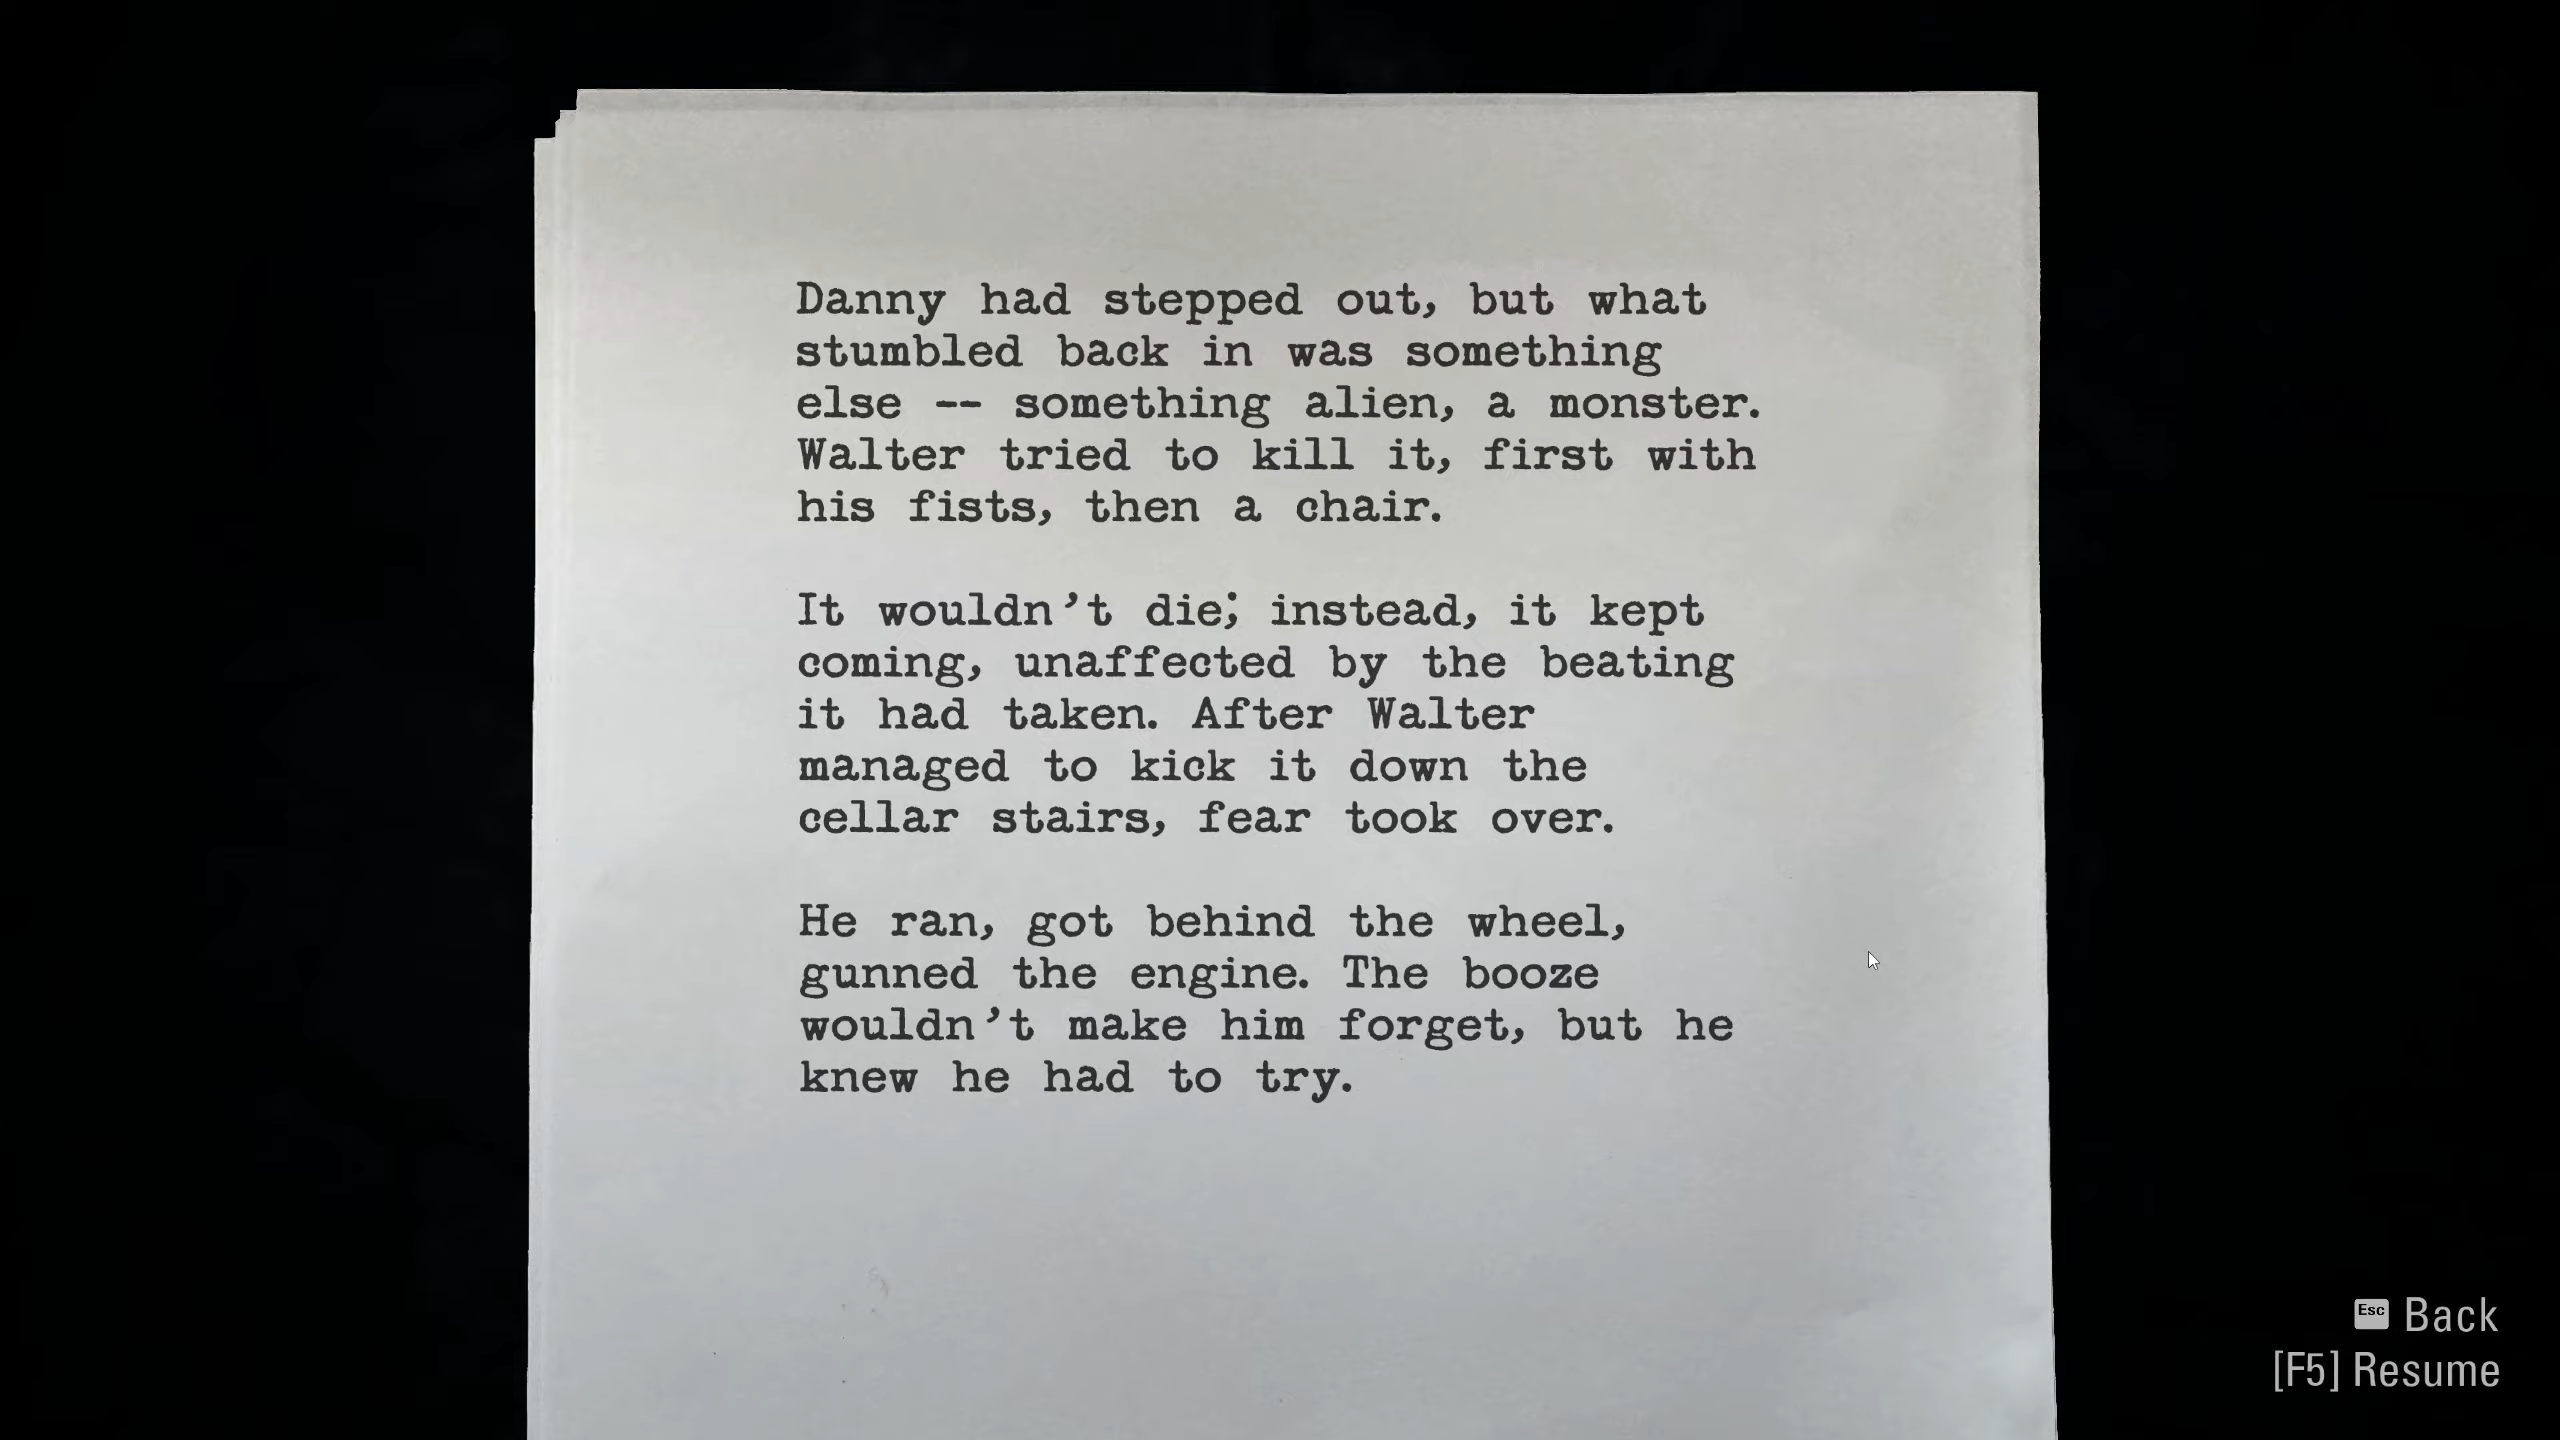 Danny had stepped out, but what
stumbled back in was something
else -- something alien, a monster.
Walter tried to kill it, first with
his fists, then a chair.
It wouldn’t die; instead, it kept
coming, unaffected by the beating
it had taken. After Walter
managed to kick it down the
cellar stairs, fear took over.
He ran, got behind the wheel,
gunned the engine. The booze
wouldn’t make him forget, but he
knew he had to try.
Esc Back
[F5] Resume